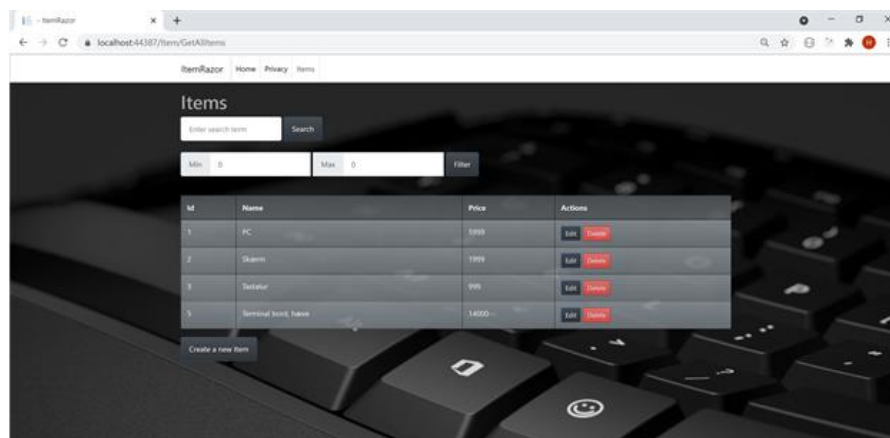 - ItemRazor
localhost:44387/Item/GetAllItems
ItemRazor Home Privacy Items
Items
Enter search term Search
Min 0 Max 0 Filter
Id Name Price Actions
1 PC 5999 Edit Delete
2 Skærm 1999 Edit Delete
3 Tastatur 999 Edit Delete
5 Terminal bord, hæve 14000 Edit Delete
Create a new Item